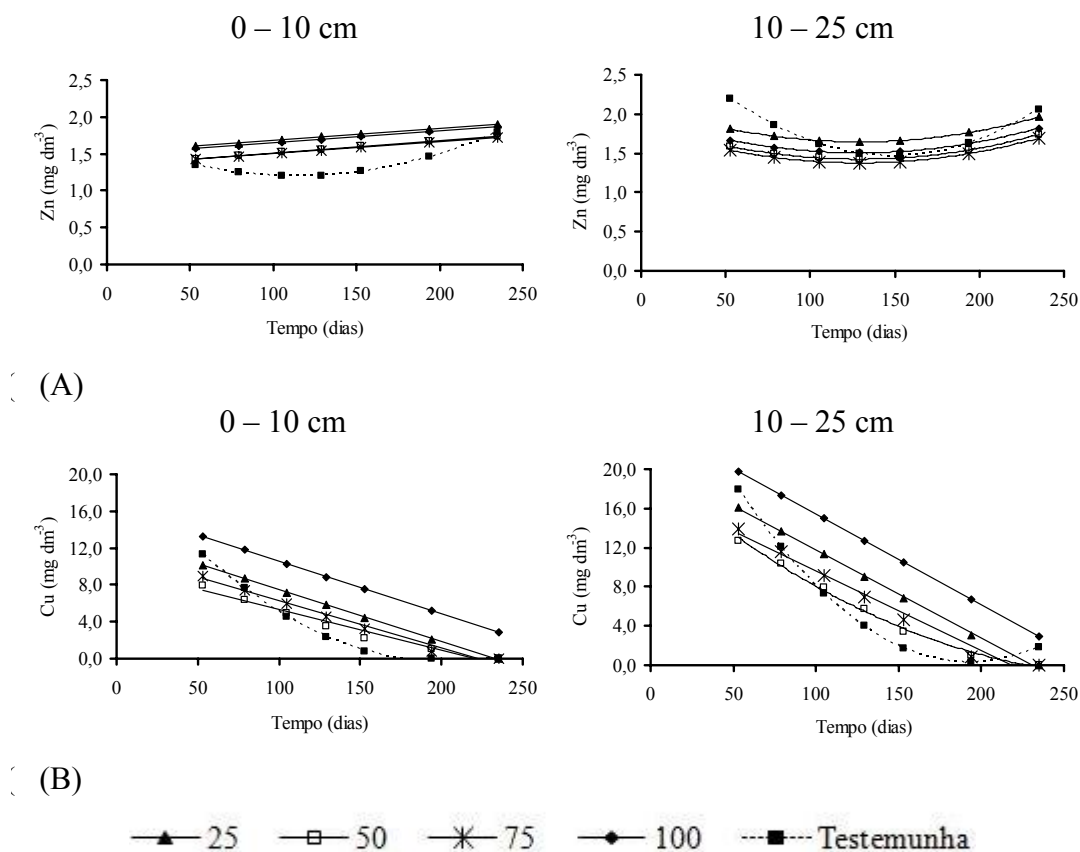 0 – 10 cm
10 – 25 cm
2,5
2,0
1,5
1,0
0,5
0,0
Zn (mg dm-3)
0 50 100 150 200 250
Tempo (dias)
2,5
2,0
1,5
1,0
0,5
0,0
Zn (mg dm-3)
0 50 100 150 200 250
Tempo (dias)
(A)
0 – 10 cm
10 – 25 cm
20,0
16,0
12,0
8,0
4,0
0,0
Cu (mg dm-3)
0 50 100 150 200 250
Tempo (dias)
20,0
16,0
12,0
8,0
4,0
0,0
Cu (mg dm-3)
0 50 100 150 200 250
Tempo (dias)
(B)
25 50 75 100 Testemunha